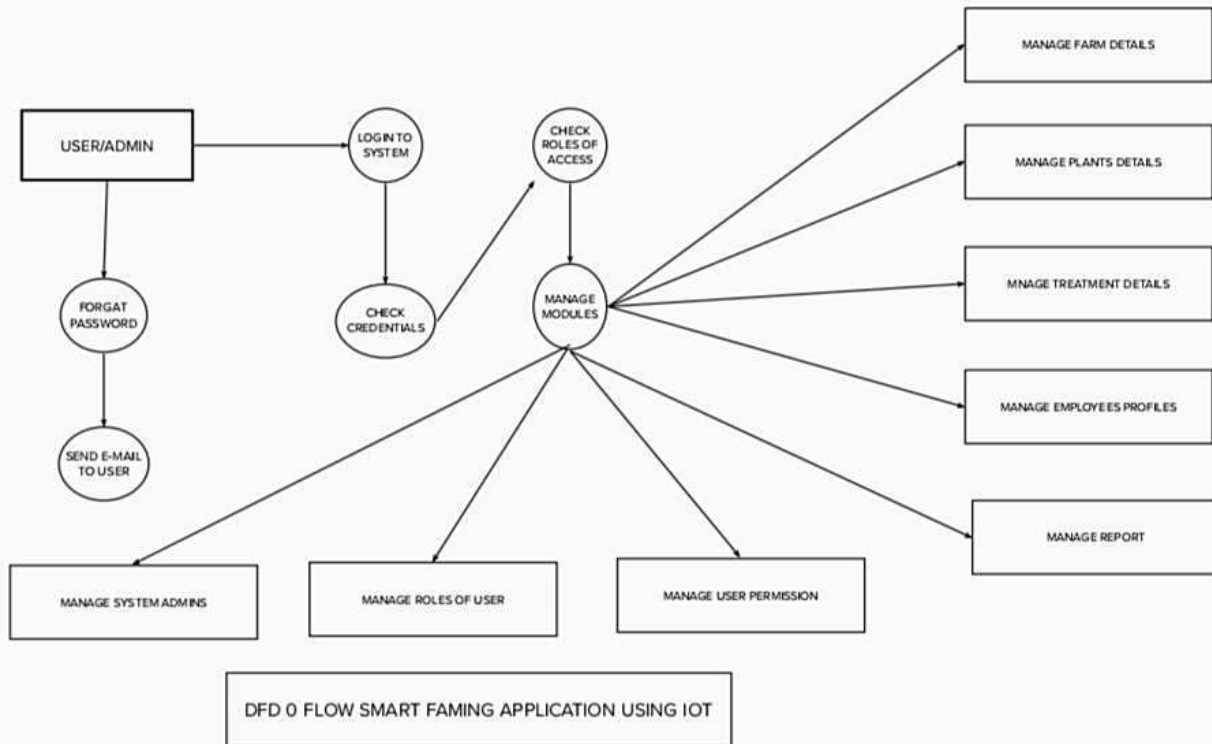 MANAGE FARM DETAILS
USER/ADMIN
LOGIN TO
SYSTEM
CHECK
ROLES OF
ACCESS
MANAGE PLANTS DETAILS
FORGAT
PASSWORD
CHECK
CREDENTIALS
MANAGE
MODULES
MNAGE TREATMENT DETAILS
MANAGE EMPLOYEES PROFILES
SEND E-MAIL
TO USER
MANAGE REPORT
MANAGE SYSTEM ADMINS
MANAGE ROLES OF USER
MANAGE USER PERMISSION
DFD 0 FLOW SMART FAMING APPLICATION USING IOT